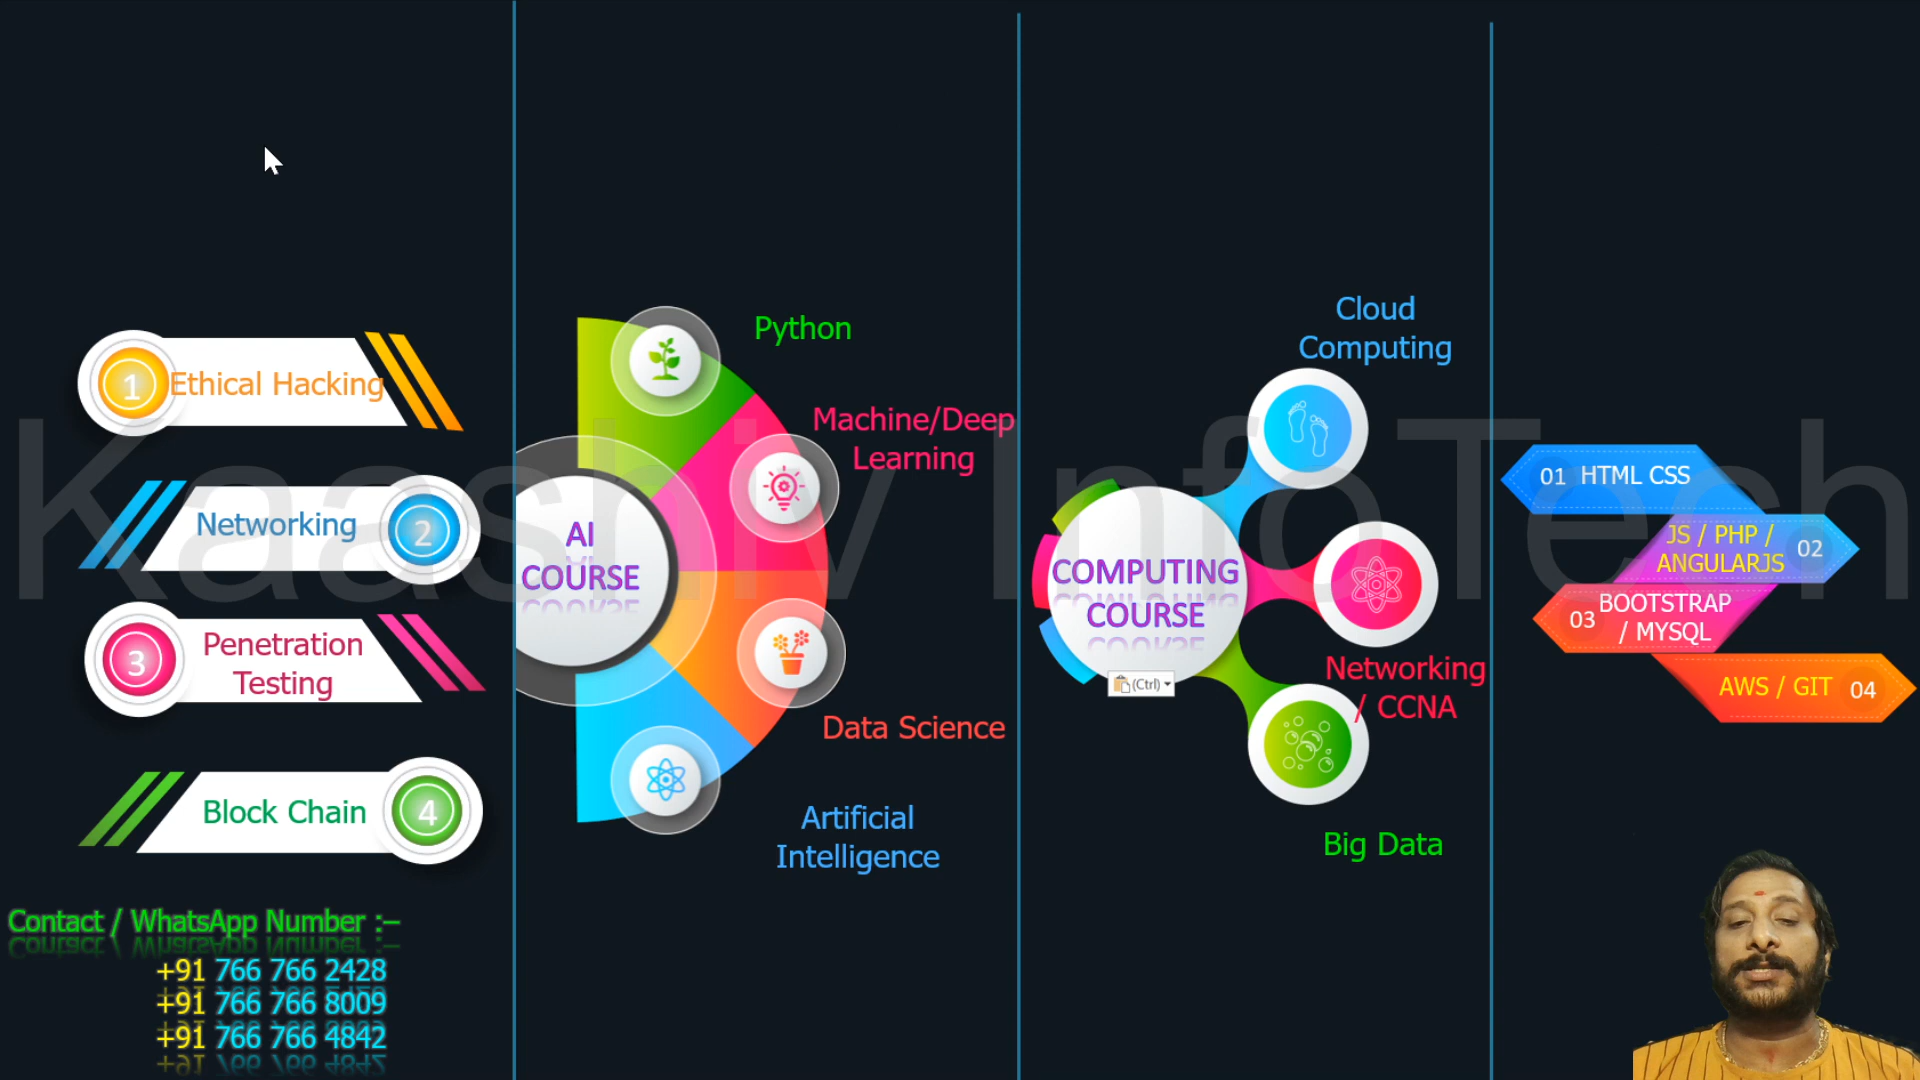 1
Ethical Hacking
Networking
2
3
Penetration
Testing
Block Chain
4
Contact / WhatsApp Number :-
+91 766 766 2428
+91 766 766 8009
+91 766 766 4842
Python
Machine/Deep
Learning
AI
COURSE
Data Science
Artificial
Intelligence
Cloud
Computing
COMPUTING
COURSE
(Ctrl)
Networking
/ CCNA
Big Data
01 HTML CSS
JS / PHP /
ANGULARJS
02
03
BOOTSTRAP
/ MYSQL
AWS / GIT 04
Kaashiv InfoTech